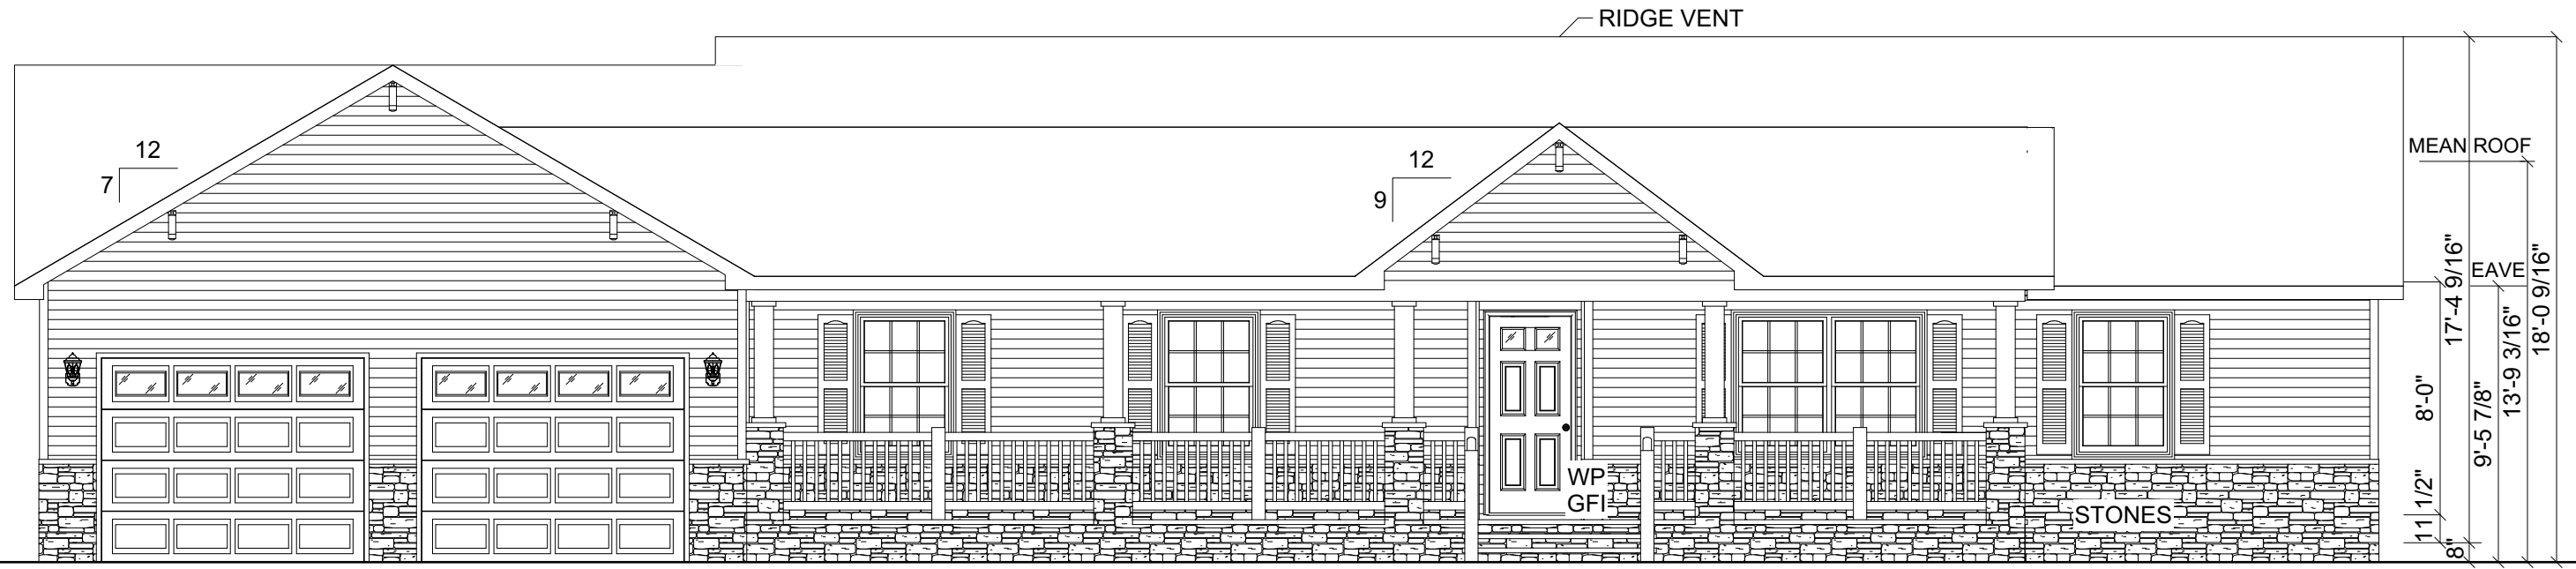 RIDGE VENT
12
7
12
9
MEAN ROOF
EAVE
17'-4 9/16"
18'-0 9/16"
13'-9 3/16"
9'-5 7/8"
8'-0"
11 1/2"
8"
WP
GFI
STONES